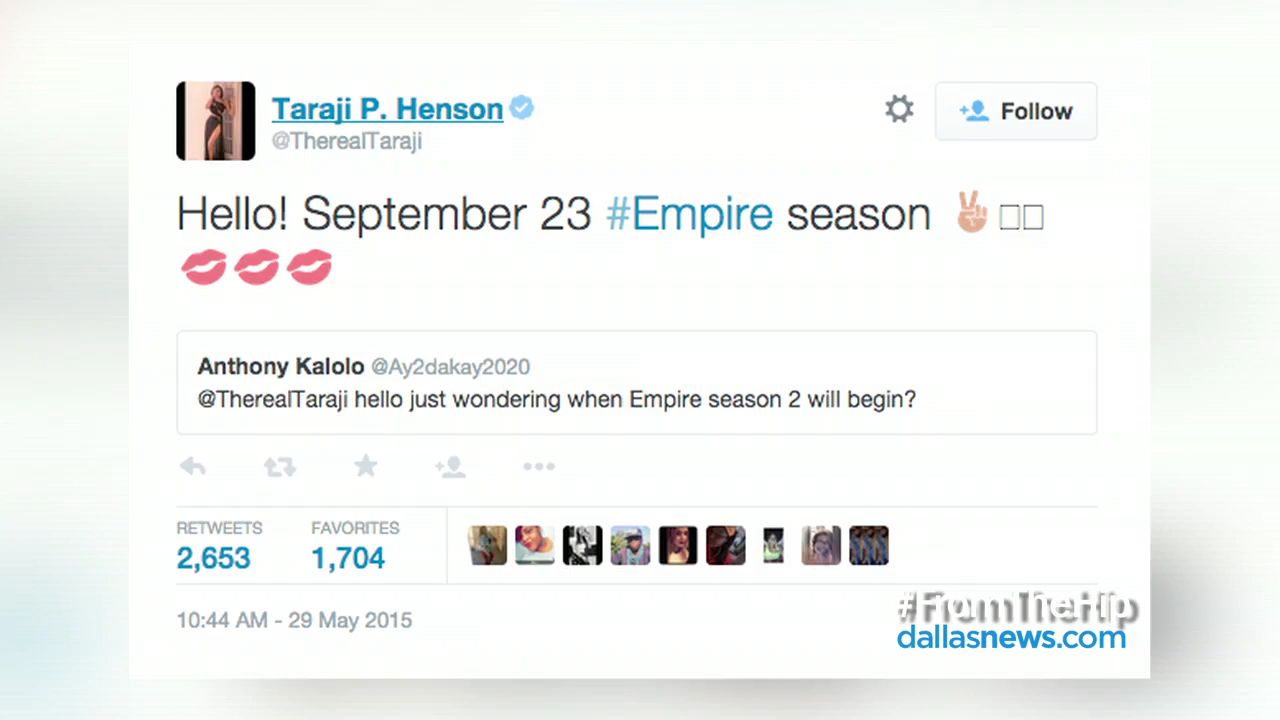 Taraji P. Henson
@TherealTaraji
Follow
Hello! September 23 #Empire season ✌
💋💋💋
Anthony Kalolo @Ay2dakay2020
@TherealTaraji hello just wondering when Empire season 2 will begin?
RETWEETS FAVORITES
2,653 1,704
10:44 AM - 29 May 2015
#FromTheHip
dallasnews.com